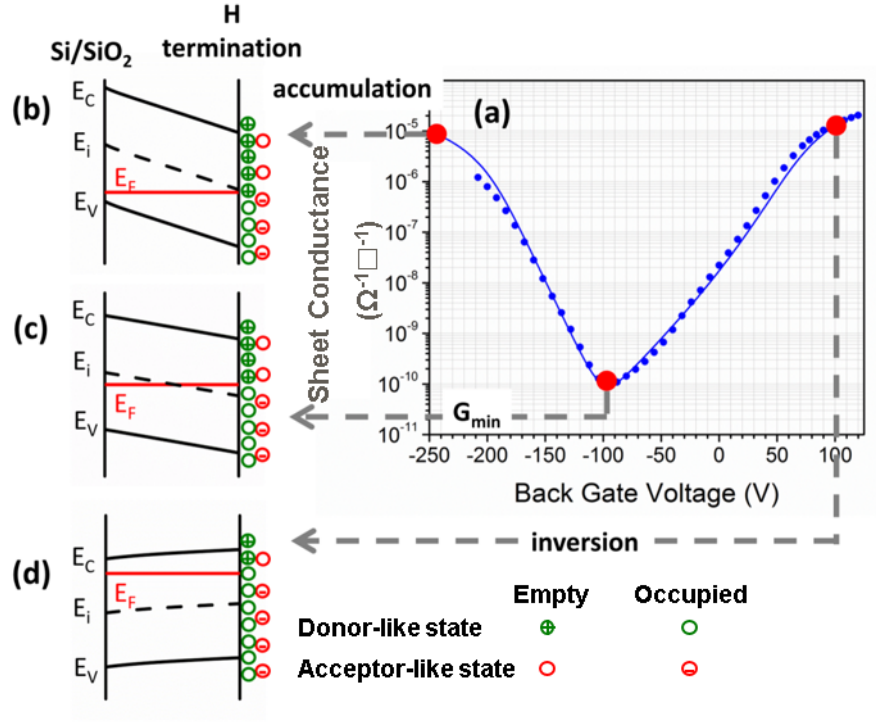 H
termination
Si/SiO₂
(b)
E_C
E_i
E_F
E_V
accumulation
(a)
Sheet Conductance
(Ω⁻¹□⁻¹)
10⁻⁵
10⁻⁶
10⁻⁷
10⁻⁸
10⁻⁹
10⁻¹⁰
10⁻¹¹
-250 -200 -150 -100 -50 0 50 100
Back Gate Voltage (V)
G_min
(c)
E_C
E_i
E_F
E_V
inversion
(d)
E_C
E_F
E_i
E_V
Empty Occupied
Donor-like state
Acceptor-like state